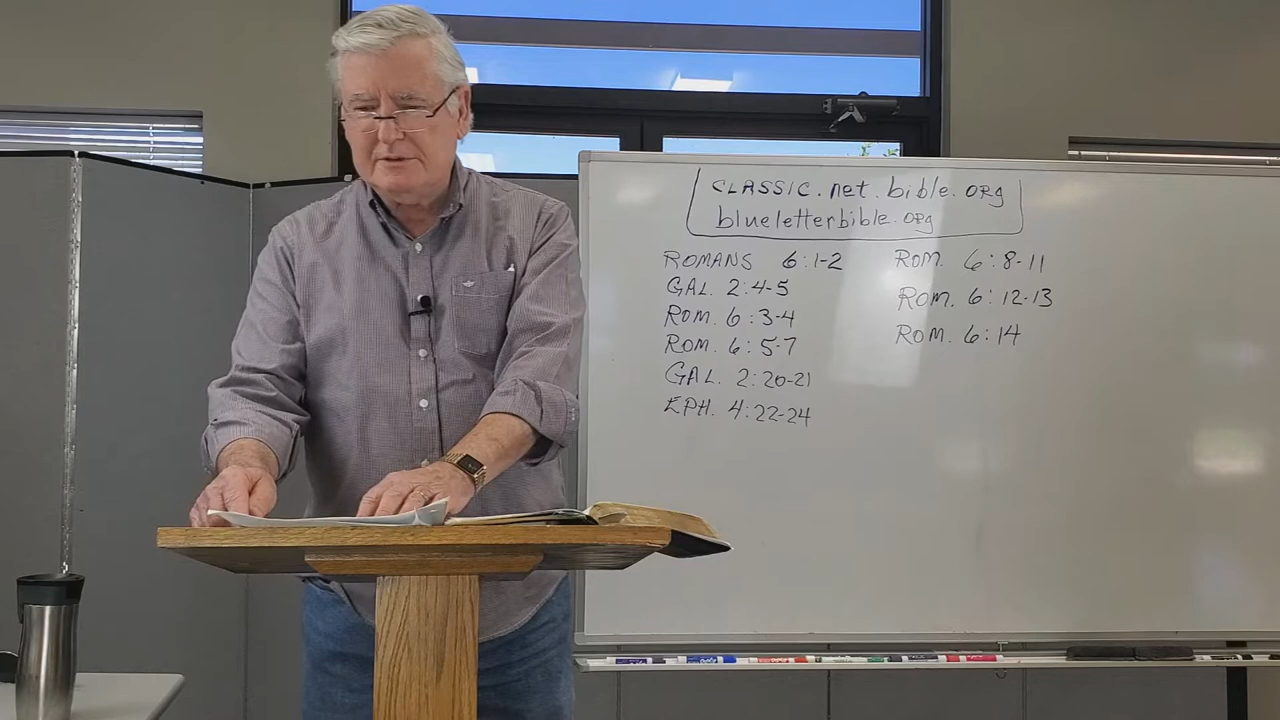 CLASSIC.net.bible.ORG
blueletterbible.org
ROMANS 6:1-2
GAL. 2:4-5
ROM. 6:3-4
ROM. 6:5-7
GAL. 2:20-21
EPH. 4:22-24
ROM. 6:8-11
ROM. 6:12-13
ROM. 6:14